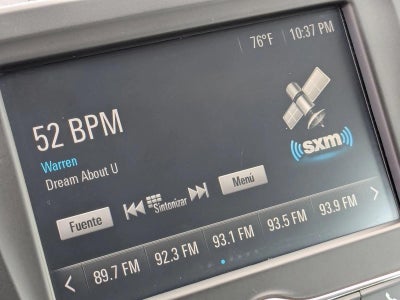 76°F 10:37 PM
52 BPM
Warren
Dream About U
sxm
Fuente
Sintonizar
Menú
89.7 FM 92.3 FM 93.1 FM 93.5 FM 93.9 FM